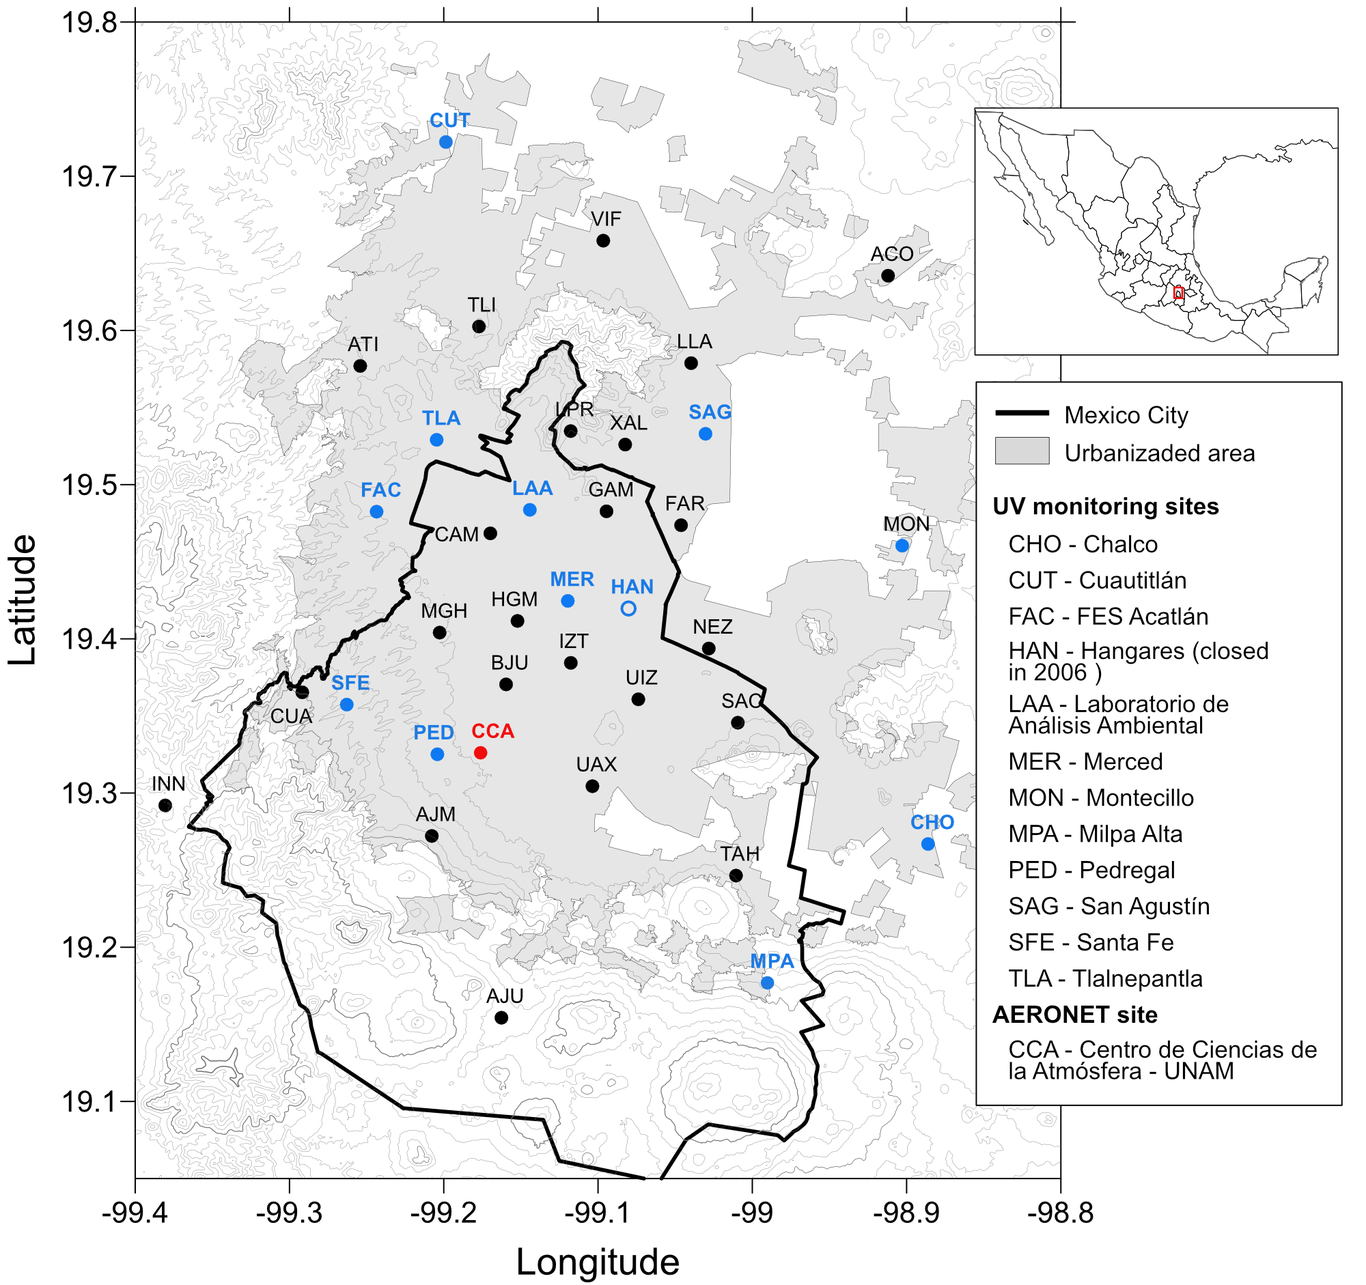 19.8
19.7
19.6
19.5
19.4
19.3
19.2
19.1
Latitude
-99.4
-99.3
-99.2
-99.1
-99
-98.9
-98.8
Longitude
CUT
VIF
ACO
TLI
ATI
LLA
TLA
LPR
XAL
SAG
FAC
LAA
GAM
FAR
CAM
MON
MER
HAN
MGH
HGM
IZT
NEZ
BJU
SFE
UIZ
CUA
SAC
PED
CCA
UAX
INN
AJM
CHO
TAH
MPA
AJU
Mexico City
Urbanizaded area
UV monitoring sites
CHO - Chalco
CUT - Cuautitlán
FAC - FES Acatlán
HAN - Hangares (closed
in 2006 )
LAA - Laboratorio de
Análisis Ambiental
MER - Merced
MON - Montecillo
MPA - Milpa Alta
PED - Pedregal
SAG - San Agustín
SFE - Santa Fe
TLA - Tlalnepantla
AERONET site
CCA - Centro de Ciencias de
la Atmósfera - UNAM